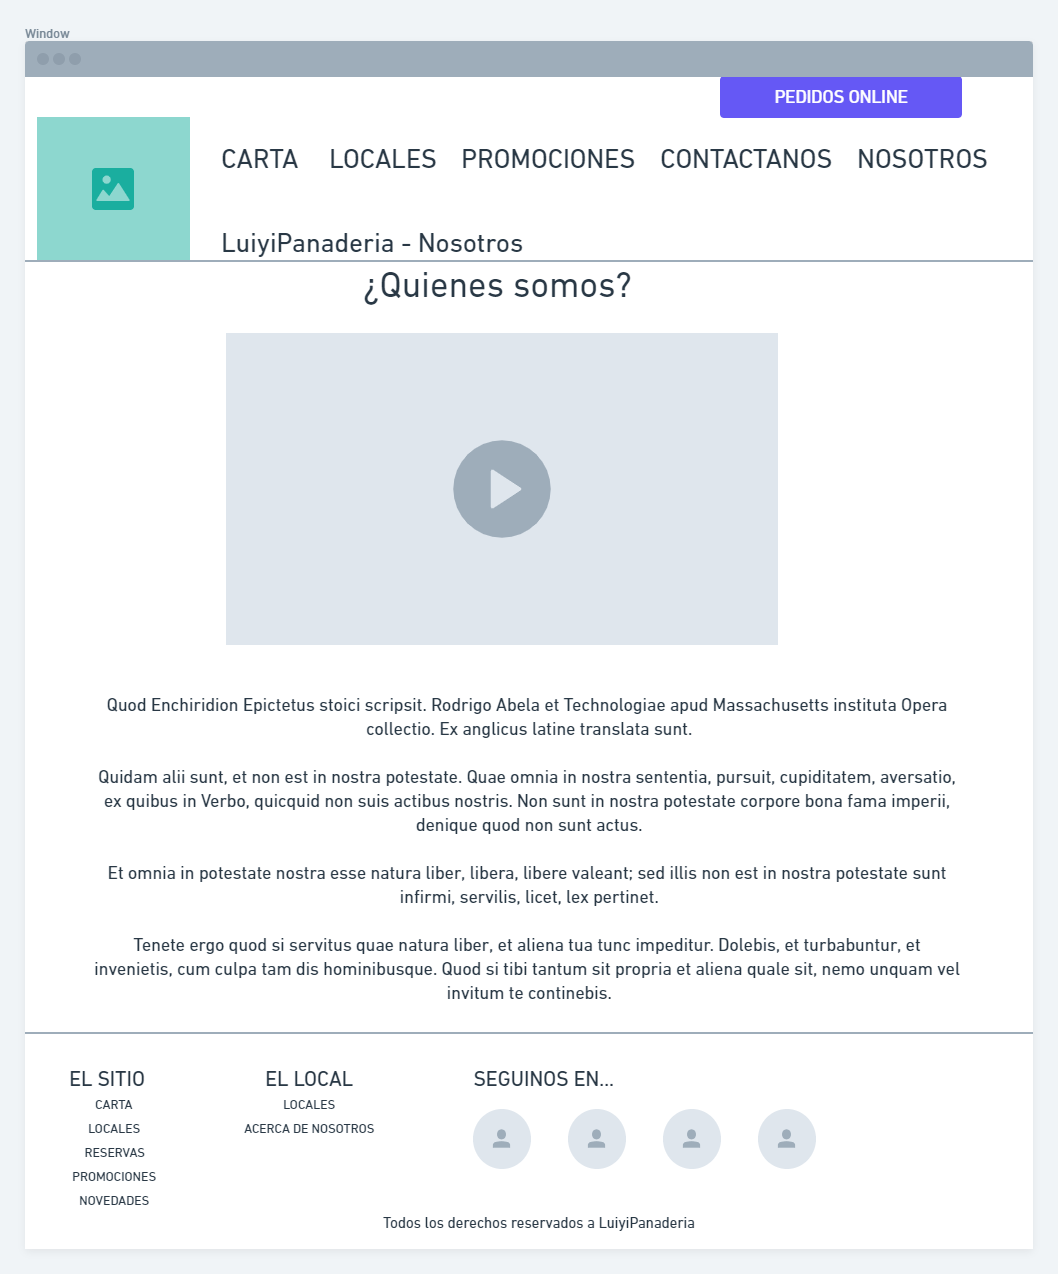 Window
PEDIDOS ONLINE
CARTA LOCALES PROMOCIONES CONTACTANOS NOSOTROS
LuiyiPanaderia - Nosotros
¿Quienes somos?
Quod Enchiridion Epictetus stoici scripsit. Rodrigo Abela et Technologiae apud Massachusetts instituta Opera
collectio. Ex anglicus latine translata sunt.
Quidam alii sunt, et non est in nostra potestate. Quae omnia in nostra sententia, pursuit, cupiditatem, aversatio,
ex quibus in Verbo, quicquid non suis actibus nostris. Non sunt in nostra potestate corpore bona fama imperii,
denique quod non sunt actus.
Et omnia in potestate nostra esse natura liber, libera, libere valeant; sed illis non est in nostra potestate sunt
infirmi, servilis, licet, lex pertinet.
Tenete ergo quod si servitus quae natura liber, et aliena tua tunc impeditur. Dolebis, et turbabuntur, et
invenietis, cum culpa tam dis hominibusque. Quod si tibi tantum sit propria et aliena quale sit, nemo unquam vel
invitum te continebis.
EL SITIO
CARTA
LOCALES
RESERVAS
PROMOCIONES
NOVEDADES
EL LOCAL
LOCALES
ACERCA DE NOSOTROS
SEGUINOS EN...
Todos los derechos reservados a LuiyiPanaderia